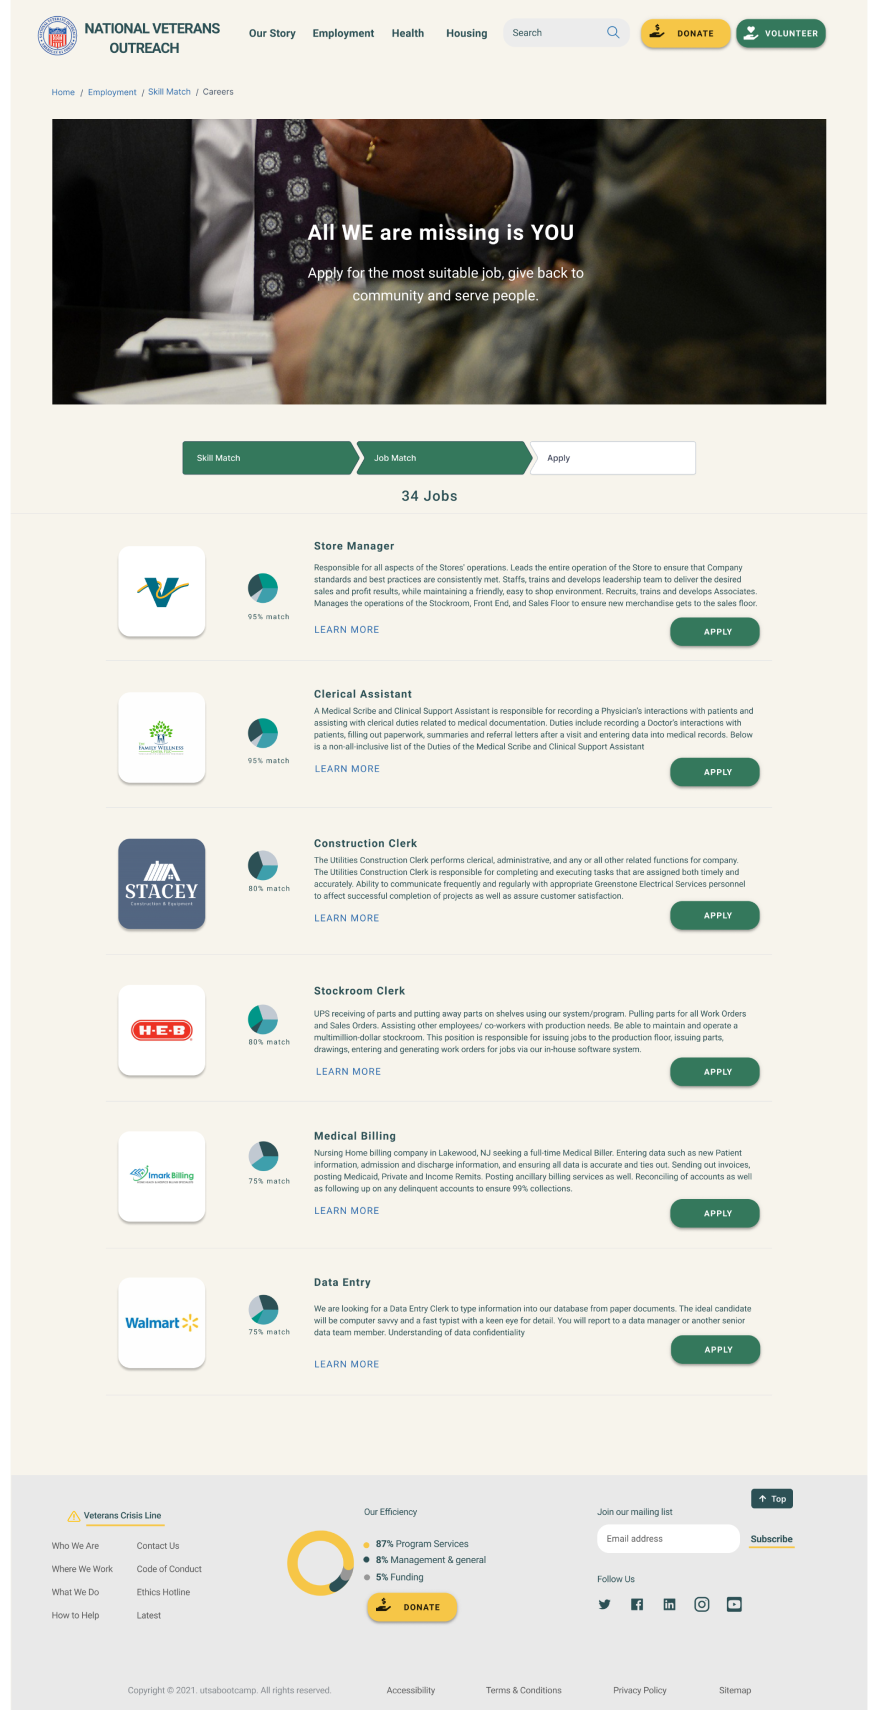 NATIONAL VETERANS
OUTREACH
Our Story
Employment
Health
Housing
Search
DONATE
VOLUNTEER
Home / Employment / Skill Match / Careers
All WE are missing is YOU
Apply for the most suitable job, give back to
community and serve people.
Skill Match
Job Match
Apply
34 Jobs
Store Manager
Responsible for all aspects of the Stores' operations. Leads the entire operation of the Store to ensure that Company
standards and best practices are consistently met. Staffs, trains and develops leadership team to deliver the desired
sales and profit results, while maintaining a friendly, easy to shop environment. Recruits, trains and develops Associates.
Manages the operations of the Stockroom, Front End, and Sales Floor to ensure new merchandise gets to the sales floor.
95% match
LEARN MORE
APPLY
Clerical Assistant
A Medical Scribe and Clinical Support Assistant is responsible for recording a Physician's interactions with patients and
assisting with clerical duties related to medical documentation. Duties include recording a Doctor's interactions with
patients, filling out paperwork, summaries and referral letters after a visit and entering data into medical records. Below
is a non-all-inclusive list of the Duties of the Medical Scribe and Clinical Support Assistant
FAMILY WELLNESS
95% match
LEARN MORE
APPLY
Construction Clerk
The Utilities Construction Clerk performs clerical, administrative, and any or all other related functions for company.
The Utilities Construction Clerk is responsible for completing and executing tasks that are assigned both timely and
accurately. Ability to communicate frequently and regularly with appropriate Greenstone Electrical Services personnel
to affect successful completion of projects as well as assure customer satisfaction.
STACEY
Construction & Equipment
80% match
LEARN MORE
APPLY
Stockroom Clerk
UPS receiving of parts and putting away parts on shelves using our system/program. Pulling parts for all Work Orders
and Sales Orders. Assisting other employees/ co-workers with production needs. Be able to maintain and operate a
multimillion-dollar stockroom. This position is responsible for issuing jobs to the production floor, issuing parts,
drawings, entering and generating work orders for jobs via our in-house software system.
H-E-B
80% match
LEARN MORE
APPLY
Medical Billing
Nursing Home billing company in Lakewood, NJ seeking a full-time Medical Biller. Entering data such as new Patient
information, admission and discharge information, and ensuring all data is accurate and ties out. Sending out invoices,
posting Medicaid, Private and Income Remits. Posting ancillary billing services as well. Reconciling of accounts as well
as following up on any delinquent accounts to ensure 99% collections.
Imark Billing
75% match
LEARN MORE
APPLY
Data Entry
We are looking for a Data Entry Clerk to type information into our database from paper documents. The ideal candidate
will be computer savvy and a fast typist with a keen eye for detail. You will report to a data manager or another senior
data team member. Understanding of data confidentiality
Walmart
75% match
LEARN MORE
APPLY
Top
Veterans Crisis Line
Who We Are
Contact Us
Where We Work
Code of Conduct
What We Do
Ethics Hotline
How to Help
Latest
Our Efficiency
87% Program Services
8% Management & general
5% Funding
DONATE
Join our mailing list
Email address
Subscribe
Follow Us
Copyright © 2021. utsabootcamp. All rights reserved.
Accessibility
Terms & Conditions
Privacy Policy
Sitemap